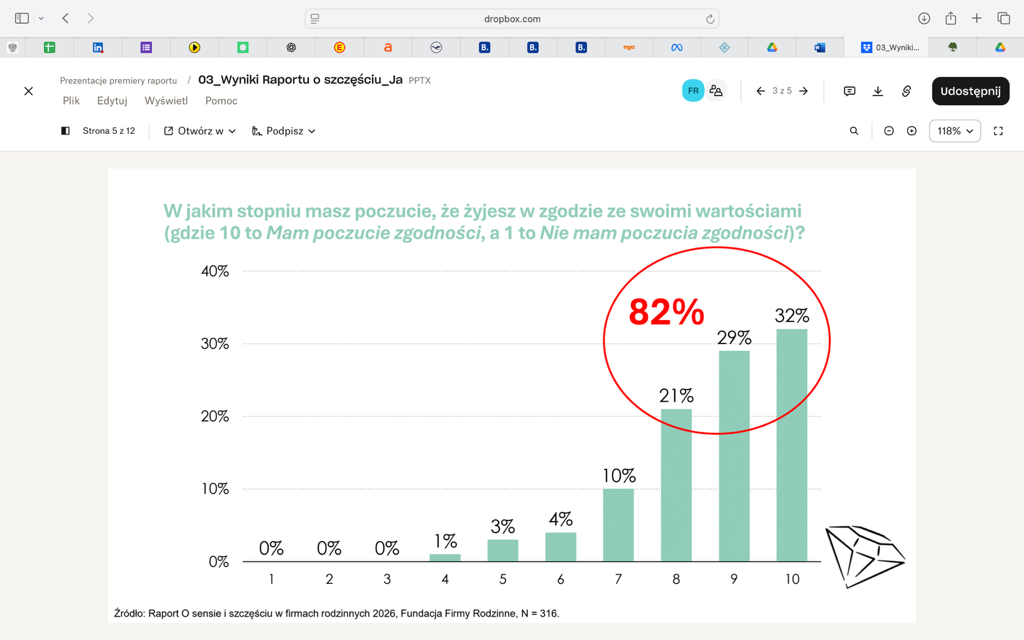 dropbox.com
03_Wyniki...
Prezentacje premiery raportu / 03_Wyniki Raportu o szczęściu_Ja PPTX
Plik Edytuj Wyświetl Pomoc
FR
3 z 5
Udostępnij
Strona 5 z 12
Otwórz w
Podpisz
118%
W jakim stopniu masz poczucie, że żyjesz w zgodzie ze swoimi wartościami
(gdzie 10 to Mam poczucie zgodności, a 1 to Nie mam poczucia zgodności)?
40%
30%
20%
10%
0%
82%
0% 0% 0% 1% 3% 4% 10% 21% 29% 32%
1 2 3 4 5 6 7 8 9 10
Źródło: Raport O sensie i szczęściu w firmach rodzinnych 2026, Fundacja Firmy Rodzinne, N = 316.